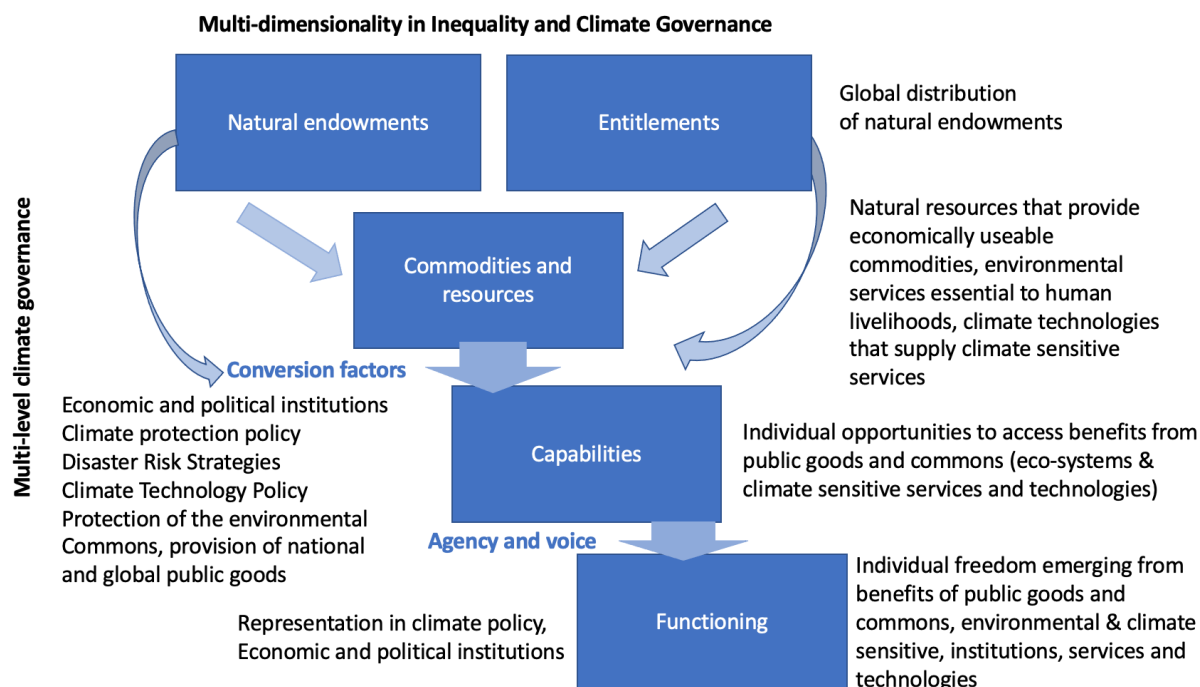 Multi-dimensionality in Inequality and Climate Governance
Natural endowments
Entitlements
Global distribution
of natural endowments
Multi-level climate governance
Commodities and
resources
Natural resources that provide
economically useable
commodities, environmental
services essential to human
livelihoods, climate technologies
that supply climate sensitive
services
Conversion factors
Economic and political institutions
Climate protection policy
Disaster Risk Strategies
Climate Technology Policy
Protection of the environmental
Commons, provision of national
and global public goods
Capabilities
Individual opportunities to access benefits from
public goods and commons (eco-systems &
climate sensitive services and technologies)
Agency and voice
Representation in climate policy,
Economic and political institutions
Functioning
Individual freedom emerging from
benefits of public goods and
commons, environmental & climate
sensitive, institutions, services and
technologies